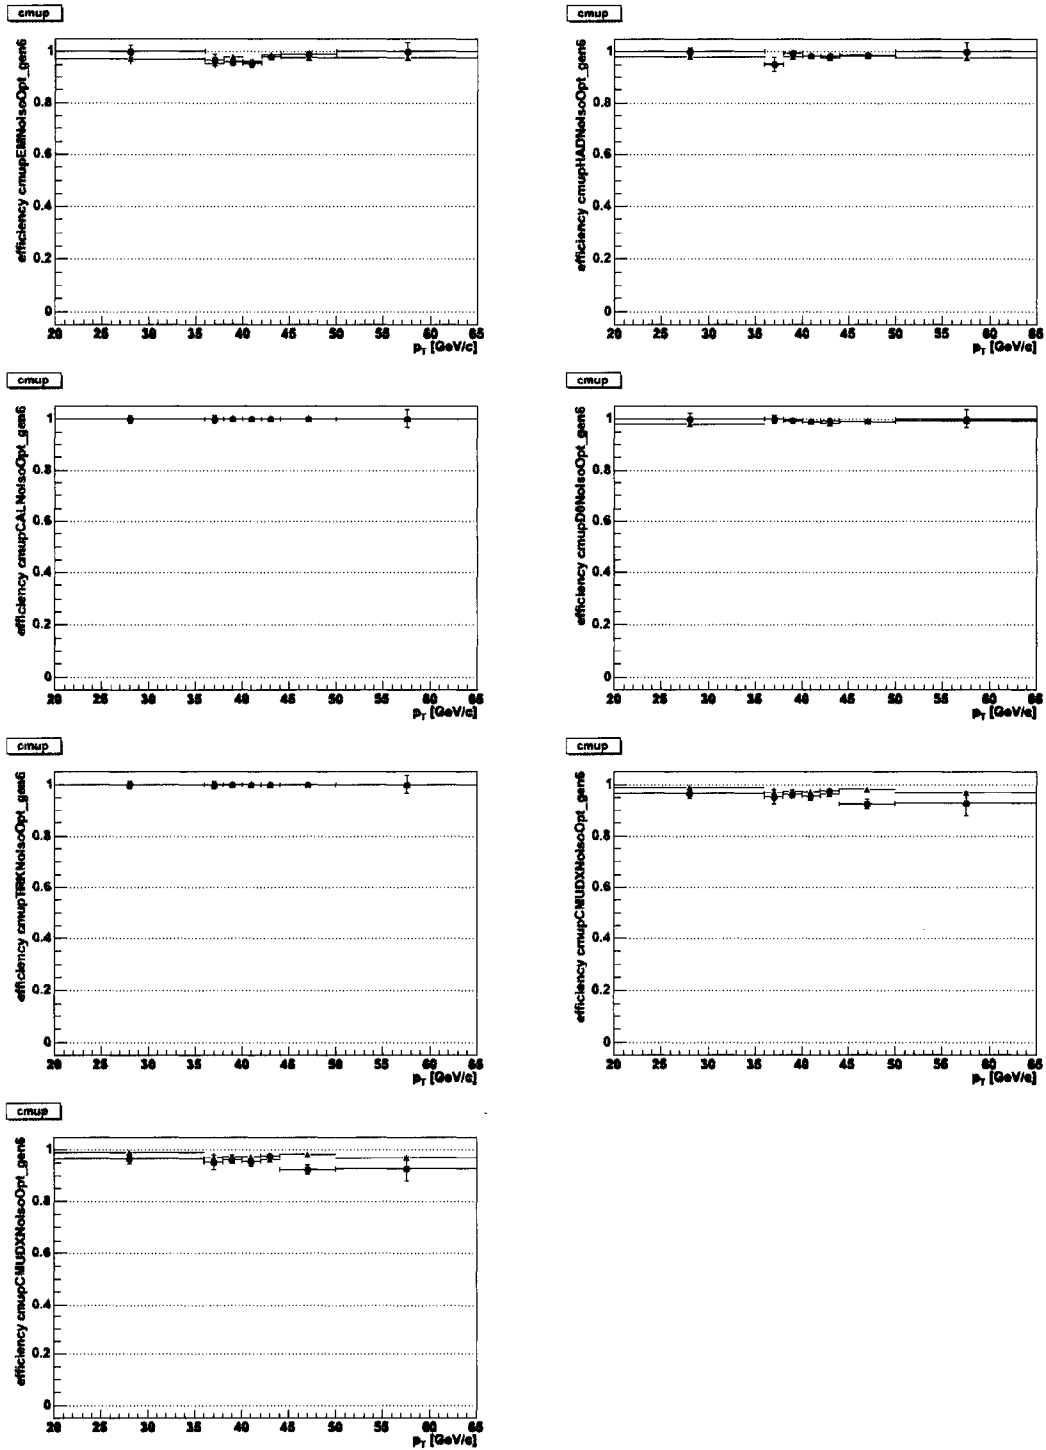 cmup
efficiency cmupEMNoIsoOpt_gen6
1
0.8
0.6
0.4
0.2
0
20 25 30 35 40 45 50 55 60 65
p_T [GeV/c]
cmup
efficiency cmupHADNoIsoOpt_gen6
1
0.8
0.6
0.4
0.2
0
20 25 30 35 40 45 50 55 60 65
p_T [GeV/c]
cmup
efficiency cmupCALNoIsoOpt_gen6
1
0.8
0.6
0.4
0.2
0
20 25 30 35 40 45 50 55 60 65
p_T [GeV/c]
cmup
efficiency cmupD0NoIsoOpt_gen6
1
0.8
0.6
0.4
0.2
0
20 25 30 35 40 45 50 55 60 65
p_T [GeV/c]
cmup
efficiency cmupTRKNoIsoOpt_gen6
1
0.8
0.6
0.4
0.2
0
20 25 30 35 40 45 50 55 60 65
p_T [GeV/c]
cmup
efficiency cmupCMUDXNoIsoOpt_gen6
1
0.8
0.6
0.4
0.2
0
20 25 30 35 40 45 50 55 60 65
p_T [GeV/c]
cmup
efficiency cmupCMUDXNoIsoOpt_gen6
1
0.8
0.6
0.4
0.2
0
20 25 30 35 40 45 50 55 60 65
p_T [GeV/c]